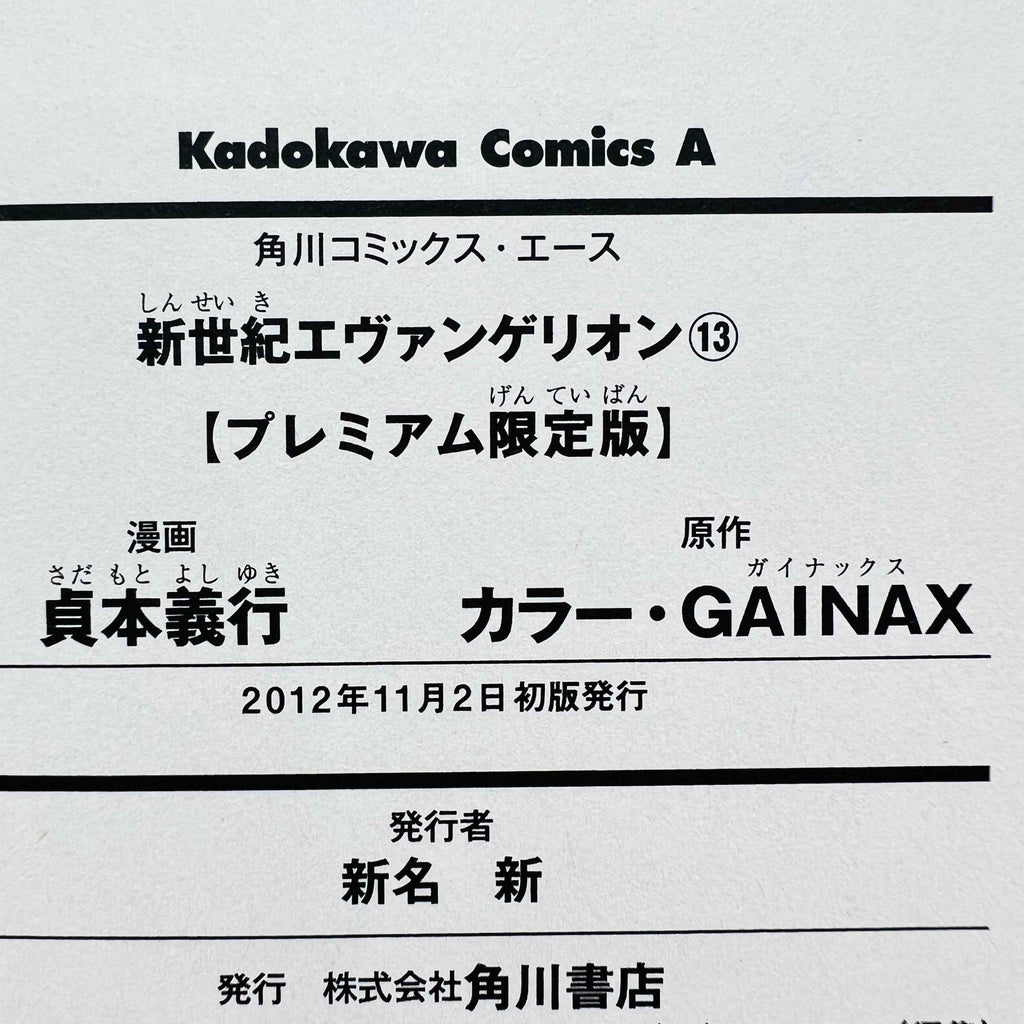 Kadokawa Comics A
角川コミックス・エース
しん せい き
新世紀エヴァンゲリオン⑬
げん てい ばん
【プレミアム限定版】
漫画
さだ もと よし ゆき
貞本義行
原作
ガイナックス
カラー・GAINAX
2012年11月2日初版発行
発行者
新名 新
発行 株式会社角川書店